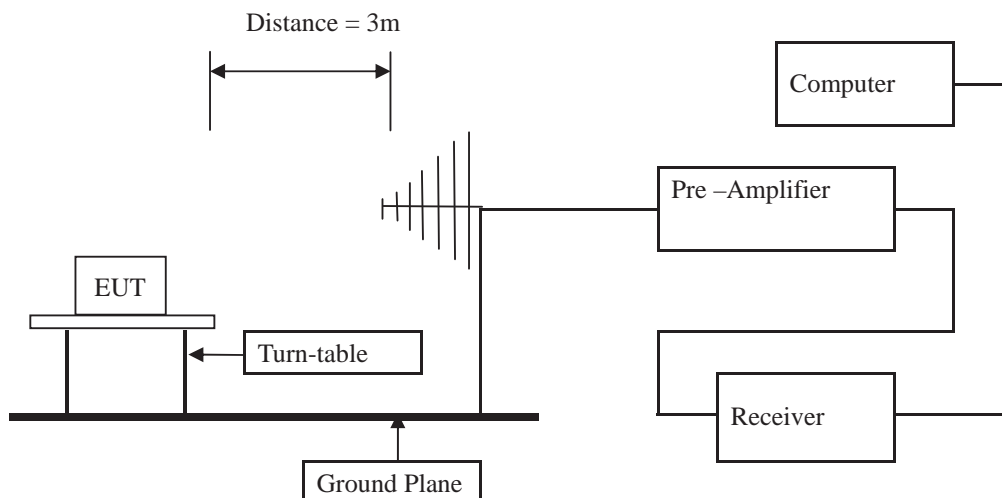 Distance = 3m
Computer
Pre –Amplifier
EUT
Turn-table
Receiver
Ground Plane